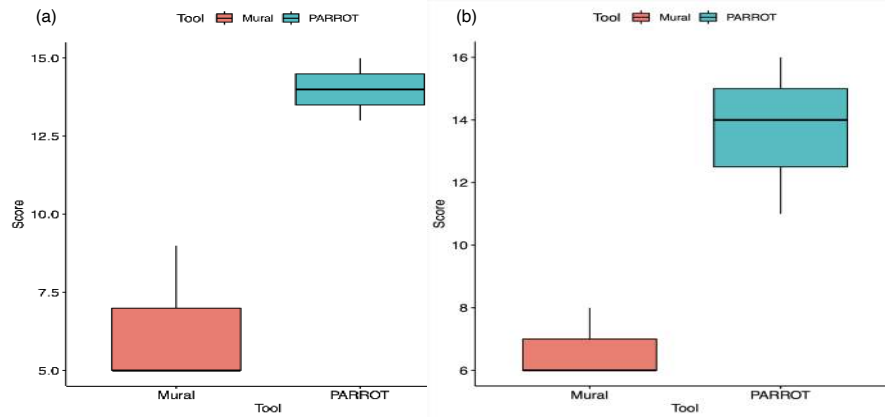 (a)
Tool Mural PARROT
15.0
12.5
10.0
7.5
5.0
Score
Mural PARROT
Tool
(b)
Tool Mural PARROT
16
14
12
10
8
6
Score
Mural PARROT
Tool